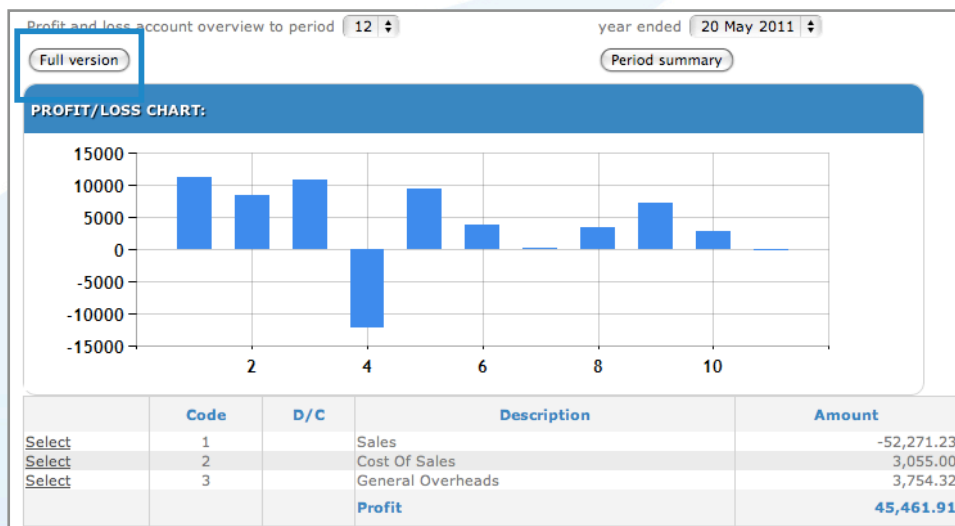 Profit and loss account overview to period 12 year ended 20 May 2011
Full version Period summary
PROFIT/LOSS CHART:
15000
10000
5000
0
-5000
-10000
-15000
2 4 6 8 10
Code D/C Description Amount
Select 1 Sales -52,271.23
Select 2 Cost Of Sales 3,055.00
Select 3 General Overheads 3,754.32
Profit 45,461.91